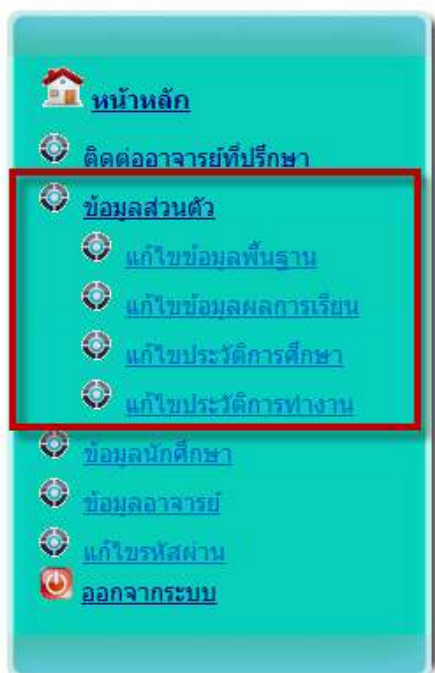 หน้าหลัก
ติดต่ออาจารย์ที่ปรึกษา
ข้อมูลส่วนตัว
แก้ไขข้อมูลพื้นฐาน
แก้ไขข้อมูลผลการเรียน
แก้ไขประวัติการศึกษา
แก้ไขประวัติการทำงาน
ข้อมูลนักศึกษา
ข้อมูลอาจารย์
แก้ไขรหัสผ่าน
ออกจากระบบ